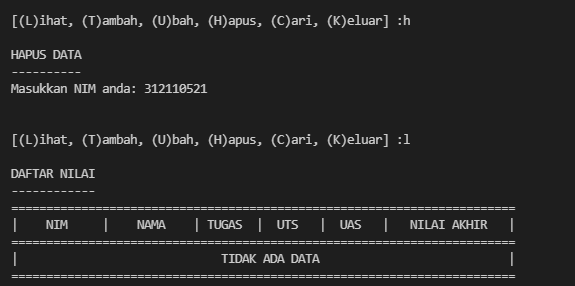 [(L)ihat, (T)ambah, (U)bah, (H)apus, (C)ari, (K)eluar] :h
HAPUS DATA
----------
Masukkan NIM anda: 312110521
[(L)ihat, (T)ambah, (U)bah, (H)apus, (C)ari, (K)eluar] :l
DAFTAR NILAI
------------
========================================================================
|    NIM     |    NAMA    | TUGAS |  UTS  |  UAS  |   NILAI AKHIR   |
========================================================================
|                             TIDAK ADA DATA                           |
========================================================================